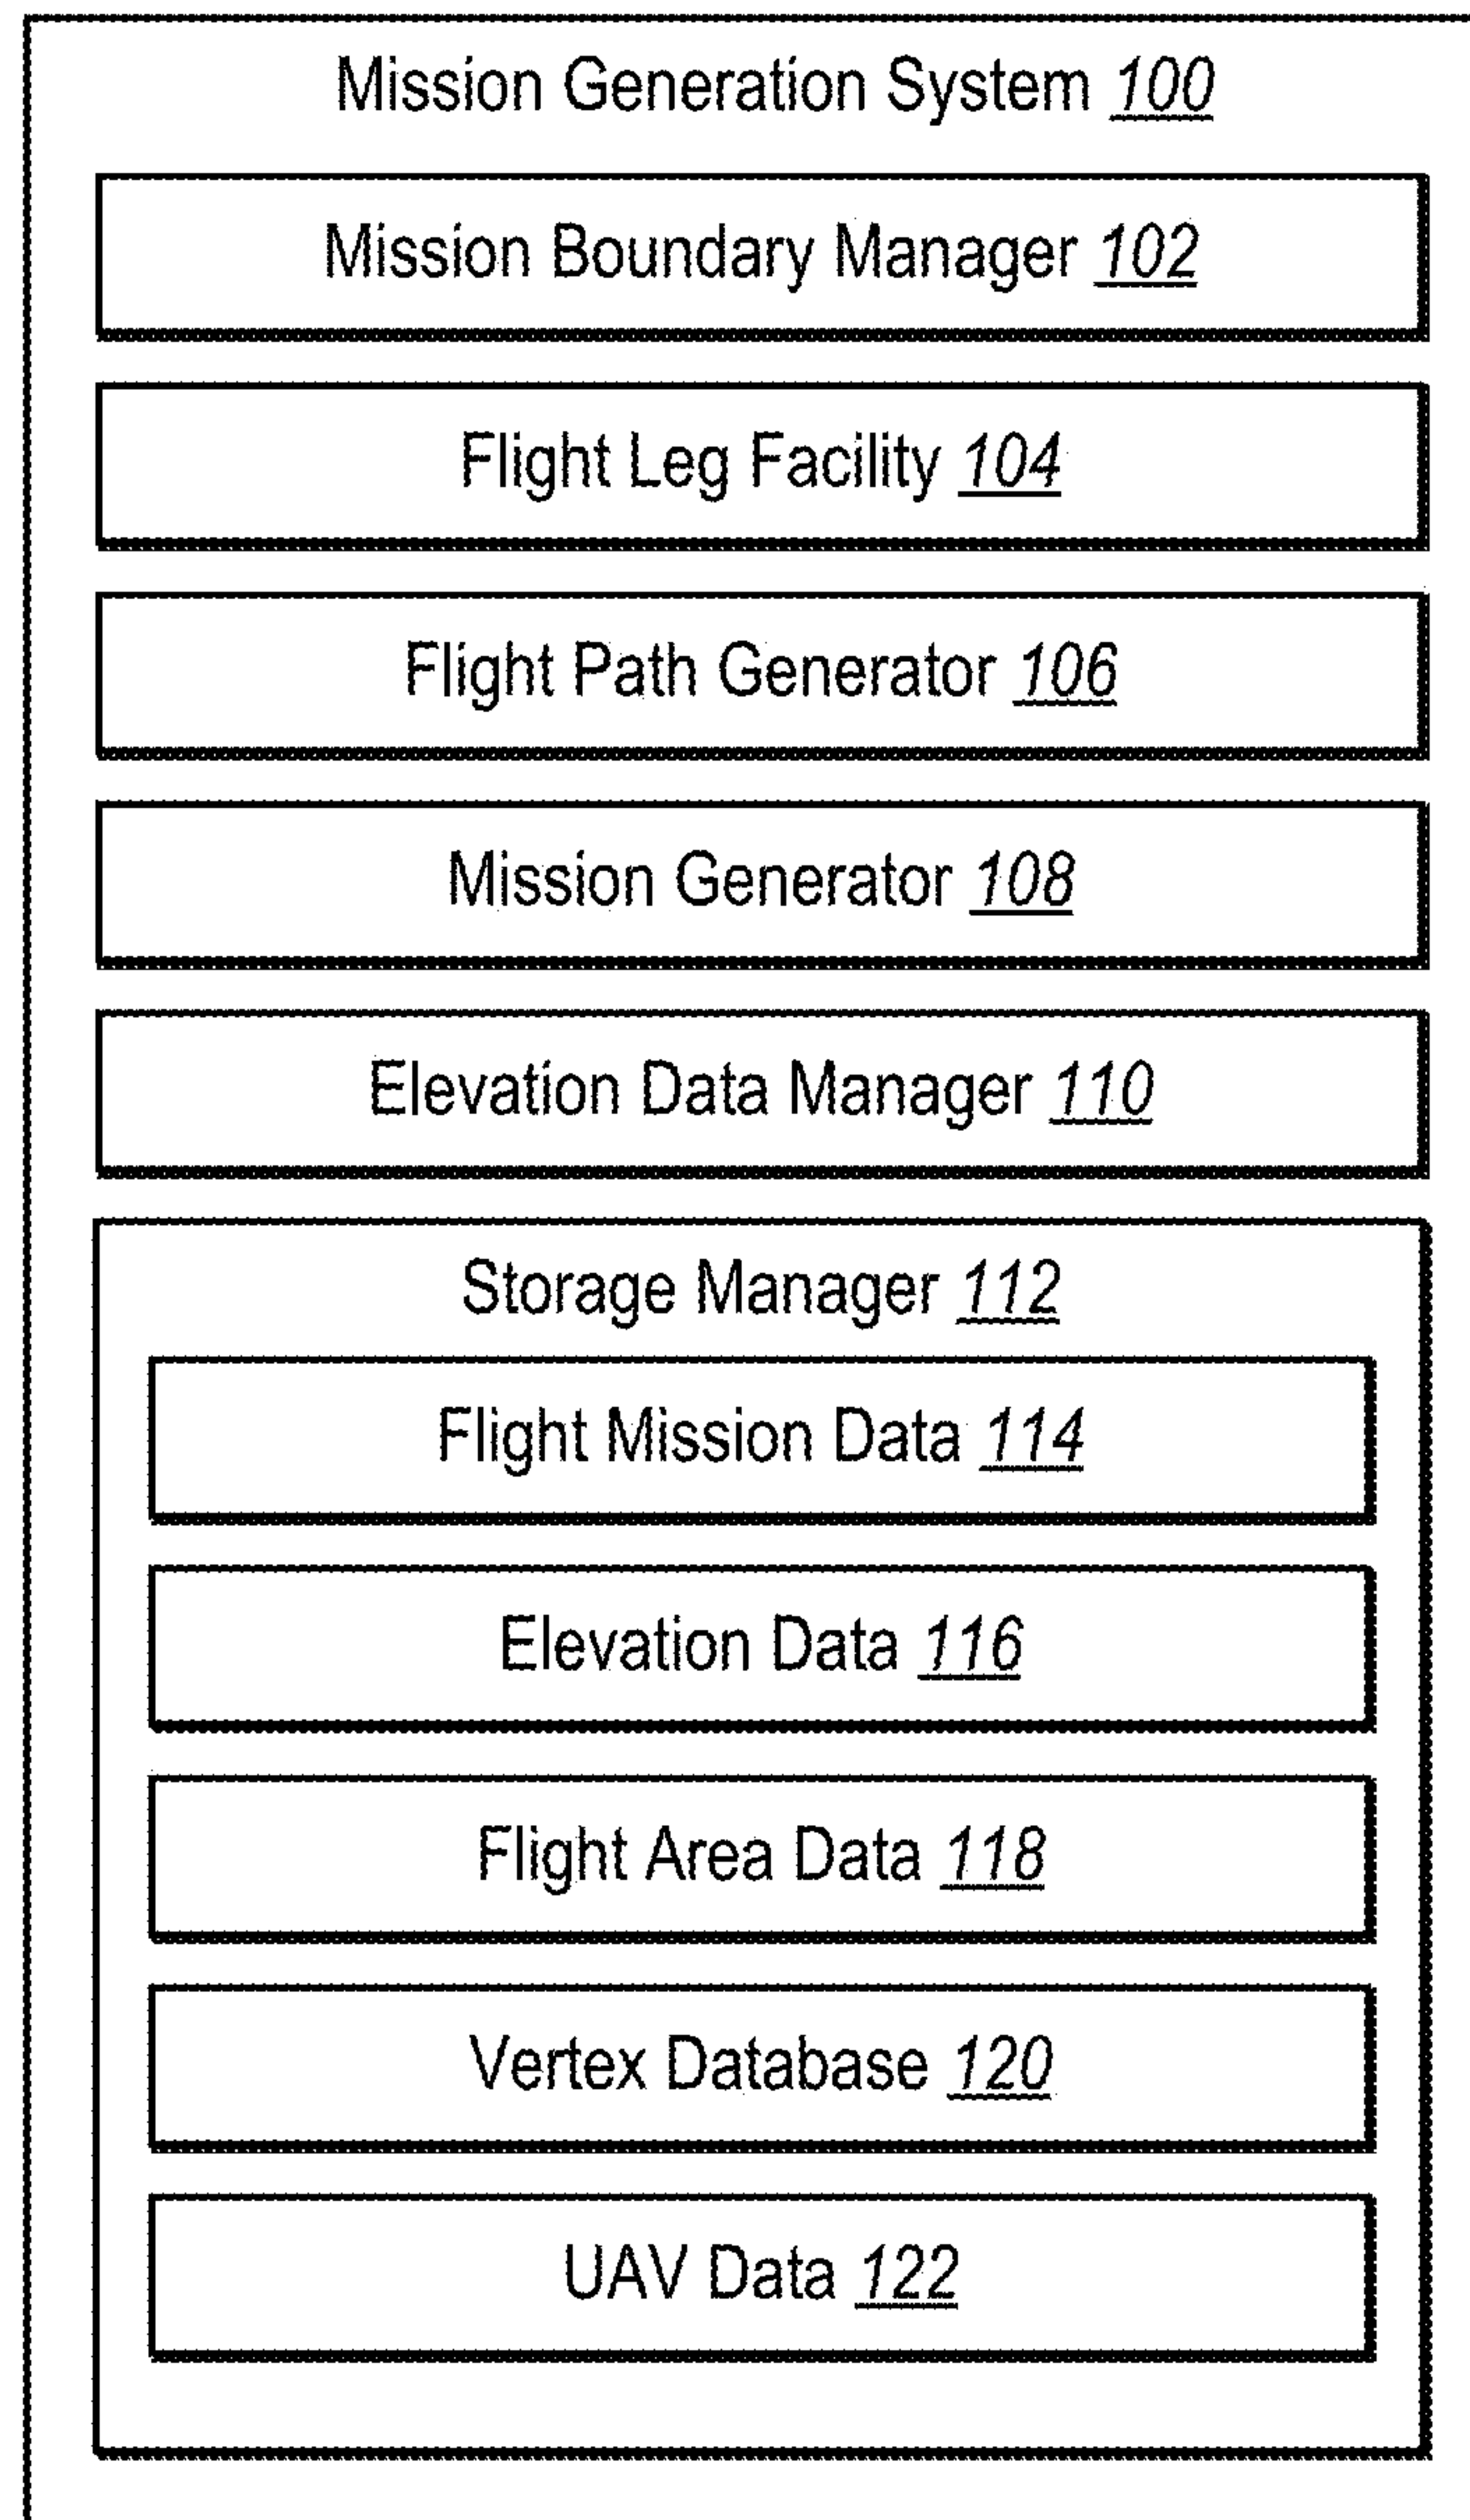 Mission Generation System 100
Mission Boundary Manager 102
Flight Leg Facility 104
Flight Path Generator 106
Mission Generator 108
Elevation Data Manager 110
Storage Manager 112
Flight Mission Data 114
Elevation Data 116
Flight Area Data 118
Vertex Database 120
UAV Data 122